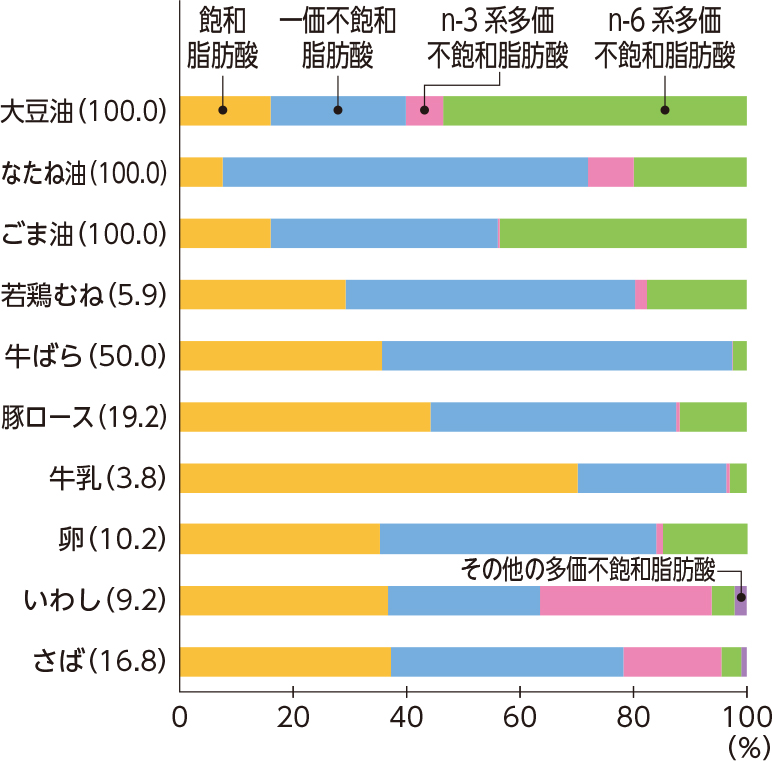 飽和
脂肪酸
一価不飽和
脂肪酸
n-3 系多価
不飽和脂肪酸
n-6 系多価
不飽和脂肪酸
大豆油(100.0)
なたね油(100.0)
ごま油(100.0)
若鶏むね(5.9)
牛ばら(50.0)
豚ロース(19.2)
牛乳(3.8)
卵(10.2)
その他の多価不飽和脂肪酸
いわし(9.2)
さば(16.8)
0 20 40 60 80 100
(%)